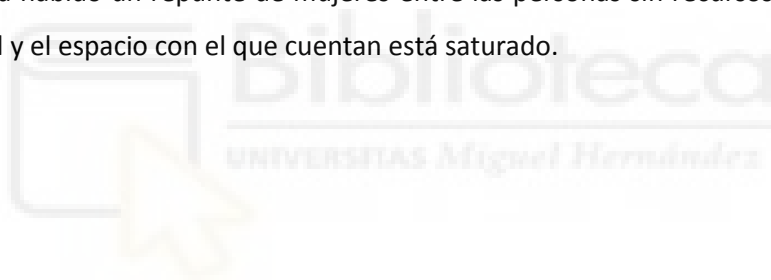 habido un repunte de mujeres entre las personas sin recursos
y el espacio con el que cuentan está saturado.
Biblioteca
UNIVERSITAS Miguel Hernández